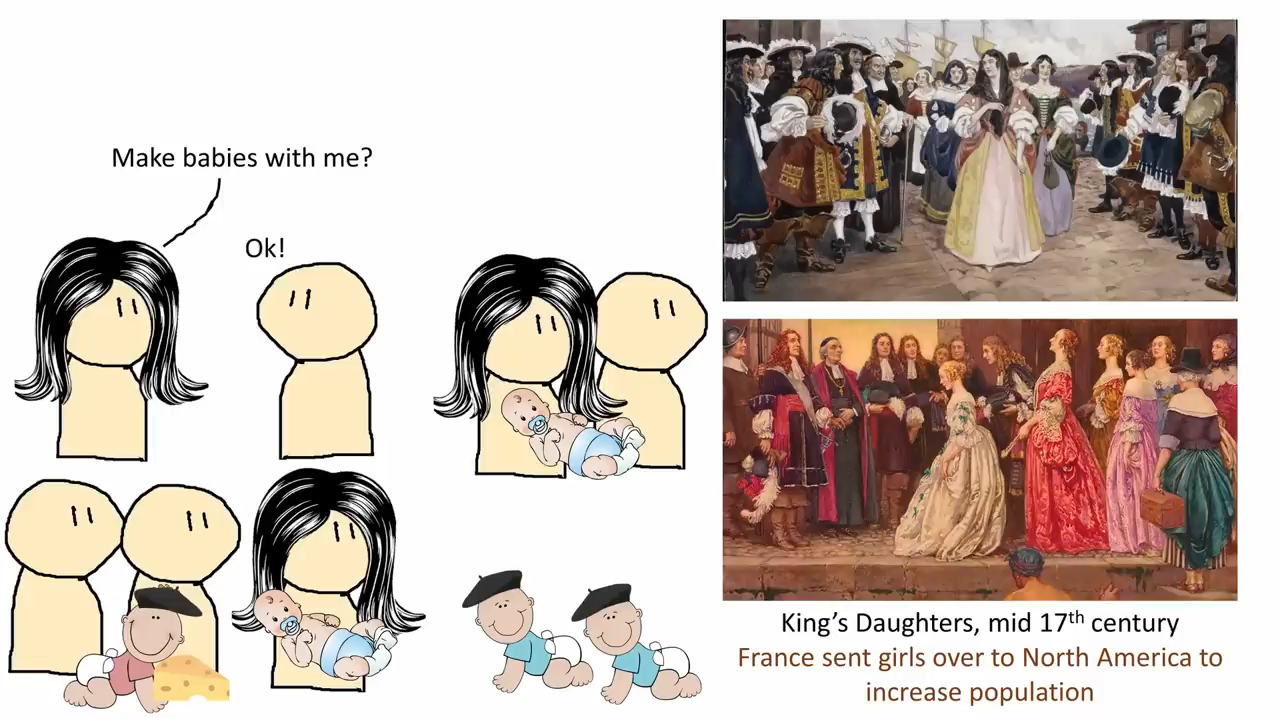 Make babies with me?
Ok!
King’s Daughters, mid 17th century
France sent girls over to North America to
increase population